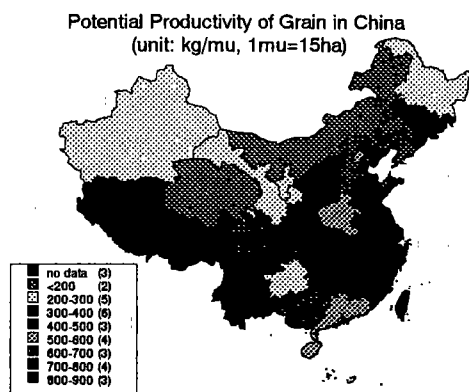 Potential Productivity of Grain in China
(unit: kg/mu, 1mu=15ha)
no data (3)
<200 (2)
200-300 (5)
300-400 (6)
400-500 (3)
500-600 (4)
600-700 (3)
700-800 (4)
800-900 (3)